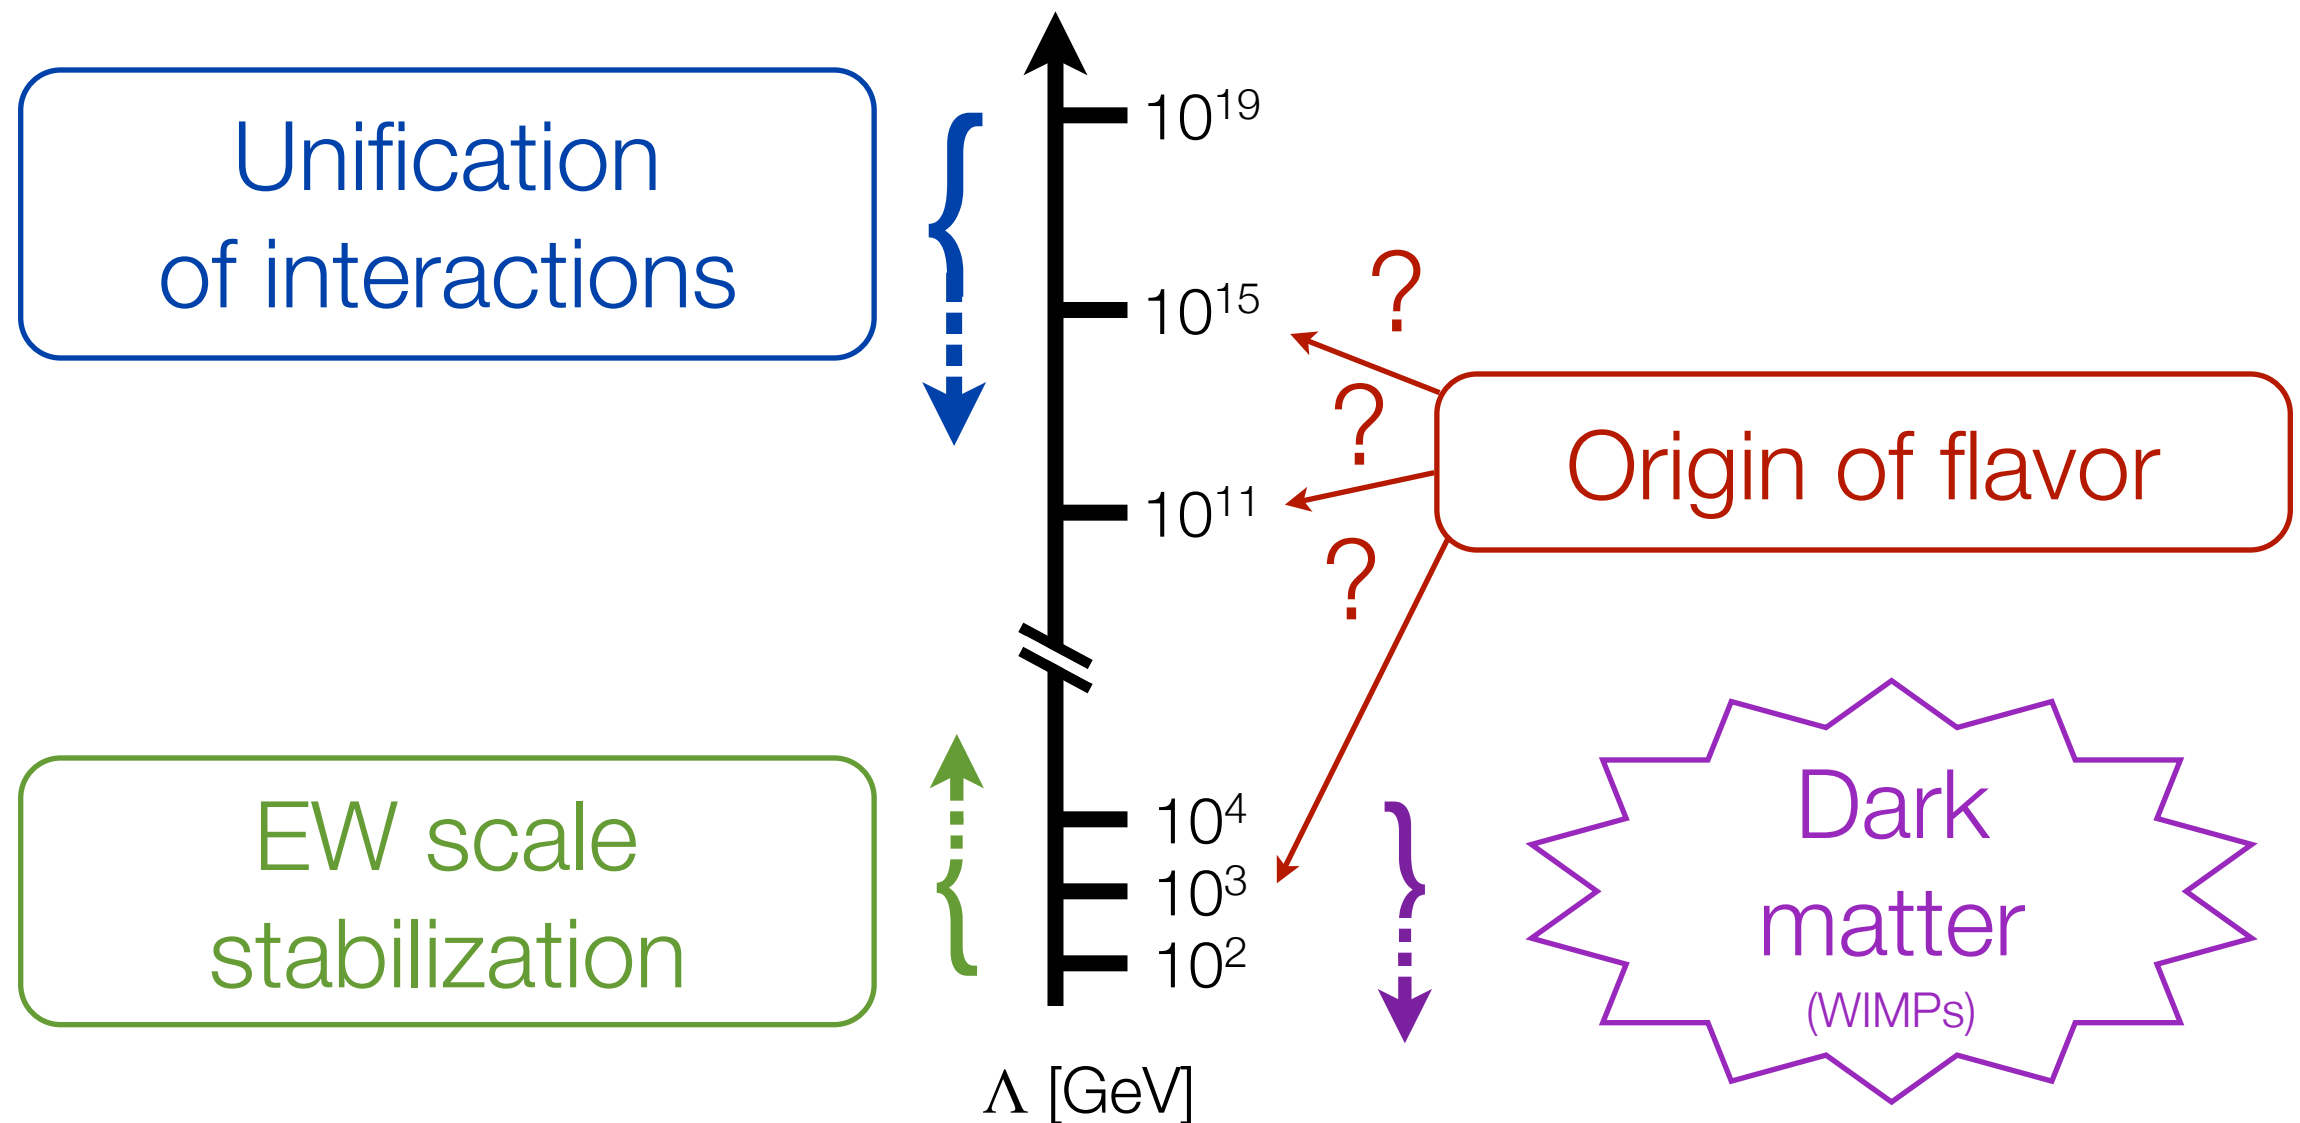 Unification
of interactions
10¹⁹
10¹⁵
10¹¹
?
?
?
Origin of flavor
EW scale
stabilization
10⁴
10³
10²
Λ [GeV]
Dark
matter
(WIMPs)